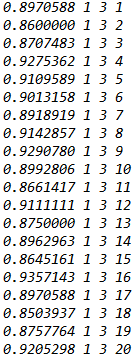 0.8970588 1 3 1
0.8600000 1 3 2
0.8707483 1 3 3
0.9275362 1 3 4
0.9109589 1 3 5
0.9013158 1 3 6
0.8918919 1 3 7
0.9142857 1 3 8
0.9290780 1 3 9
0.8992806 1 3 10
0.8661417 1 3 11
0.9111111 1 3 12
0.8750000 1 3 13
0.8962963 1 3 14
0.8645161 1 3 15
0.9357143 1 3 16
0.8970588 1 3 17
0.8503937 1 3 18
0.8757764 1 3 19
0.9205298 1 3 20